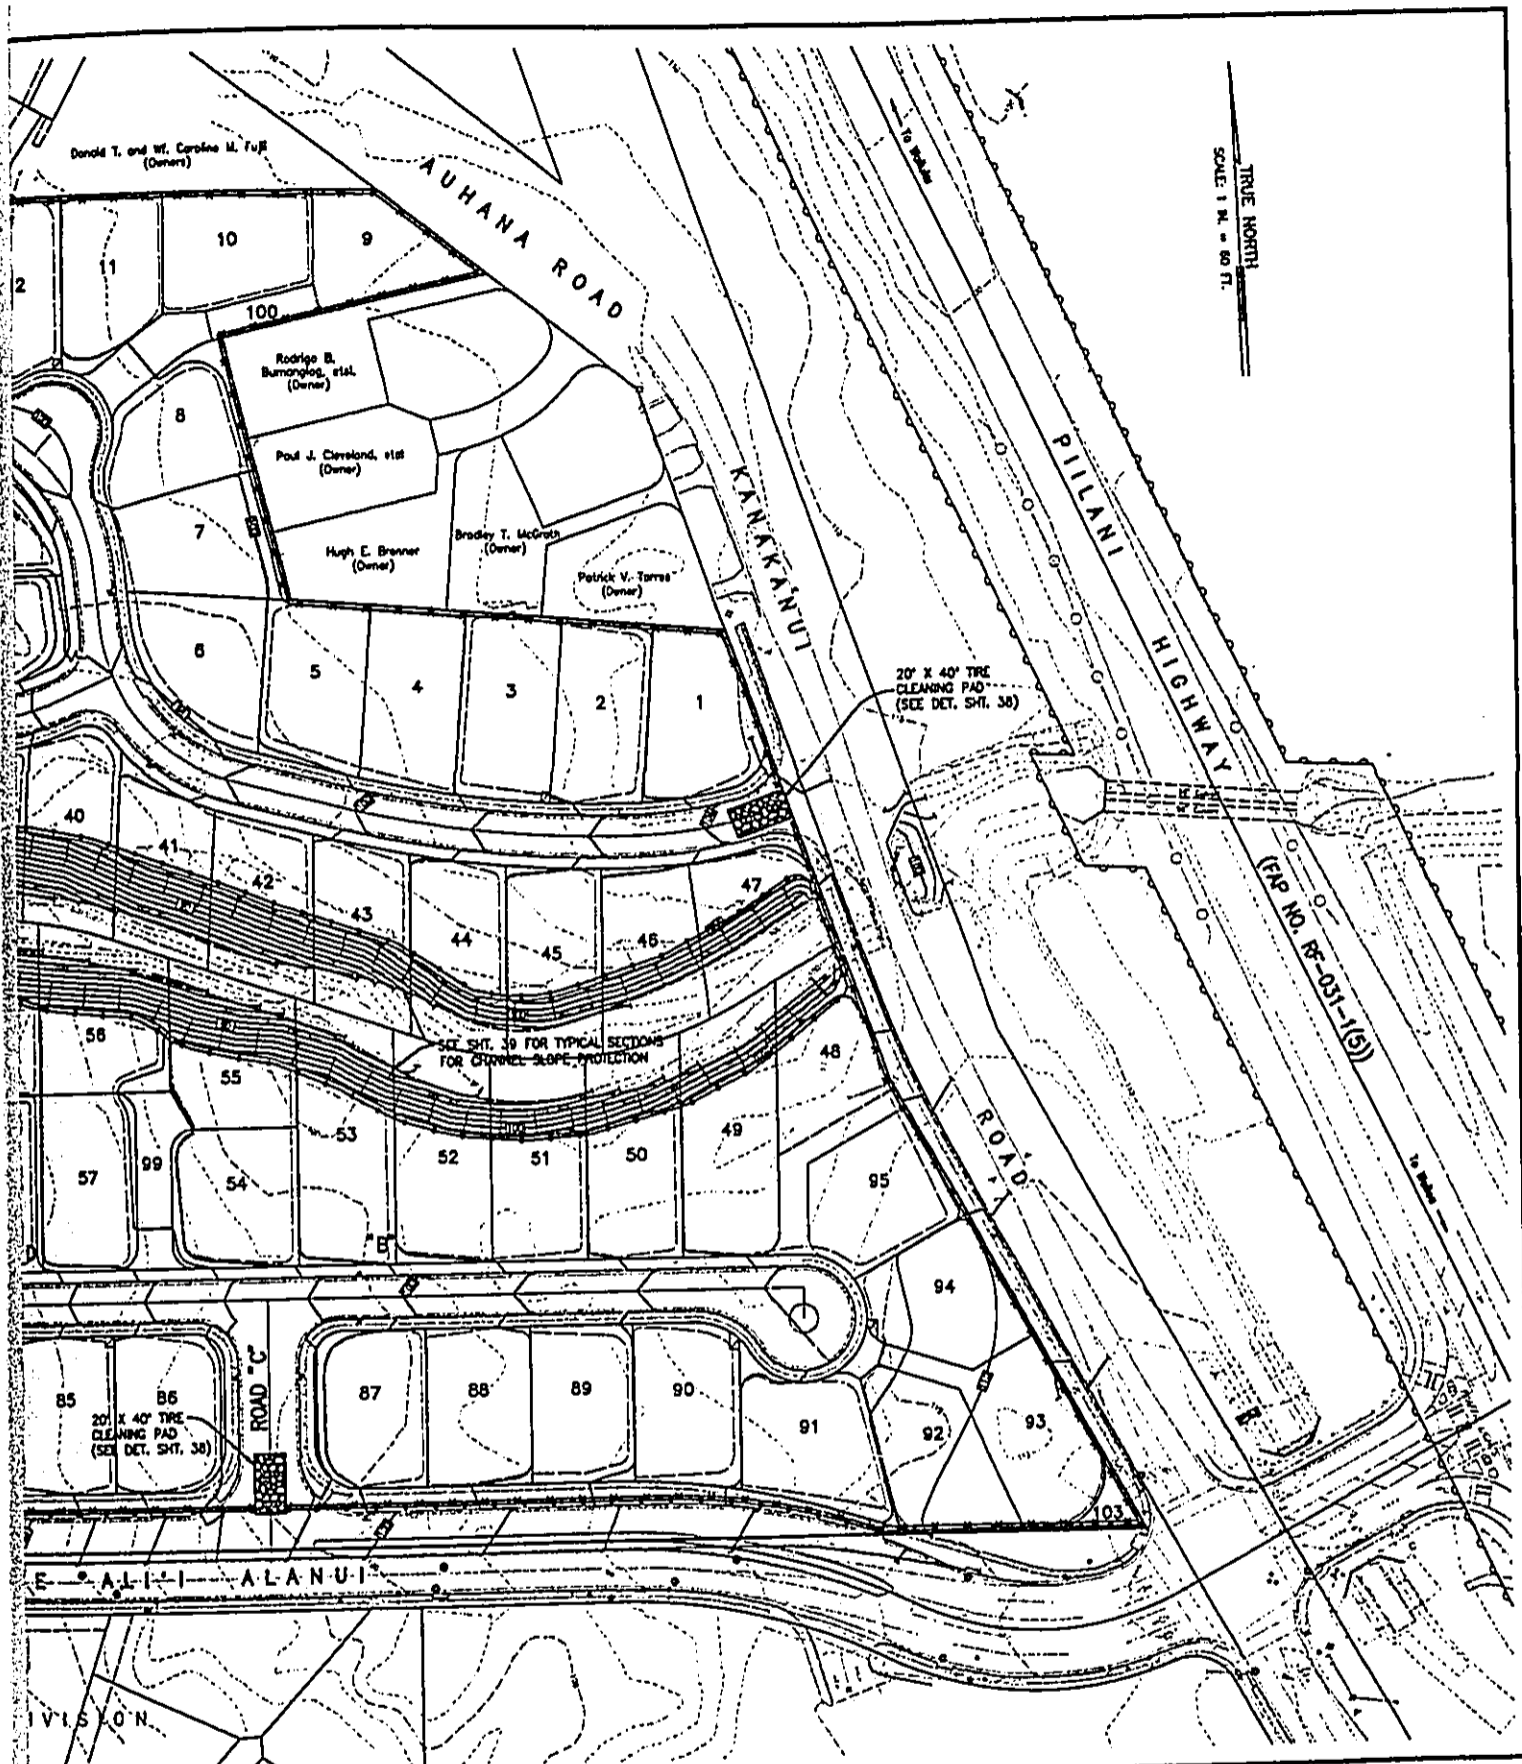 Donald T. and Wf. Caroline M. Fujii
(Owners)
AUHANA ROAD
To Wailuku
TRUE NORTH
SCALE: 1 IN. = 60 FT.
2
11
10
9
100
Rodrigo B.
Bumanglag, etal.
(Owner)
8
Paul J. Cleveland, etal
(Owner)
7
Hugh E. Brenner
(Owner)
Bradley T. McGrath
(Owner)
Patrick V. Torres
(Owner)
KANAKANUI
PIILANI HIGHWAY
(FAP NO. RF-031-1(5))
6
5
4
3
2
1
20' X 40' TIRE
CLEANING PAD
(SEE DET. SHT. 38)
40
41
42
43
44
45
46
47
SEE SHT. 39 FOR TYPICAL SECTIONS
FOR CHANNEL SLOPE PROTECTION
48
56
55
53
52
51
50
49
57
99
54
95
ROAD
To Wailea
"B"
94
85
86
ROAD "C"
87
88
89
90
91
92
93
20' X 40' TIRE
CLEANING PAD
(SEE DET. SHT. 38)
103
E ALI'I ALANUI
IVISION